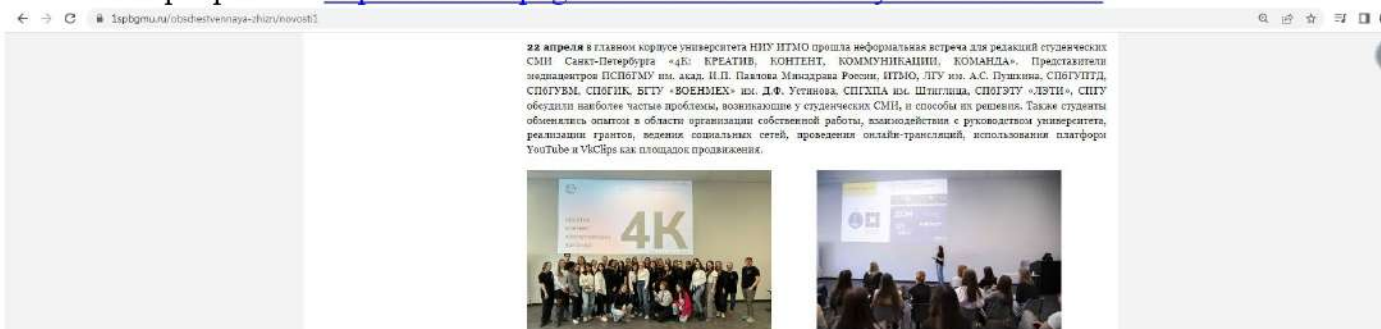 1spbgmu.ru/obschestvennaya-zhizn/novosti1
22 апреля в главном корпусе университета НИУ ИТМО прошла неформальная встреча для редакций студенческих
СМИ Санкт-Петербурга «4К: КРЕАТИВ, КОНТЕНТ, КОММУНИКАЦИИ, КОМАНДА». Представители
медиацентров ПСПбГМУ им. акад. И.П. Павлова Минздрава России, ИТМО, ЛГУ им. А.С. Пушкина, СПбГУПТД,
СПбГУВМ, СПбГИК, БГТУ «ВОЕНМЕХ» им. Д.Ф. Устинова, СПГХПА им. Штиглица, СПбГЭТУ «ЛЭТИ», СПГУ
обсудили наиболее частые проблемы, возникающие у студенческих СМИ, и способы их решения. Также студенты
обменялись опытом в области организации собственной работы, взаимодействия с руководством университета,
реализации грантов, ведения социальных сетей, проведения онлайн-трансляций, использования платформ
YouTube и VkClips как площадок продвижения.
4K